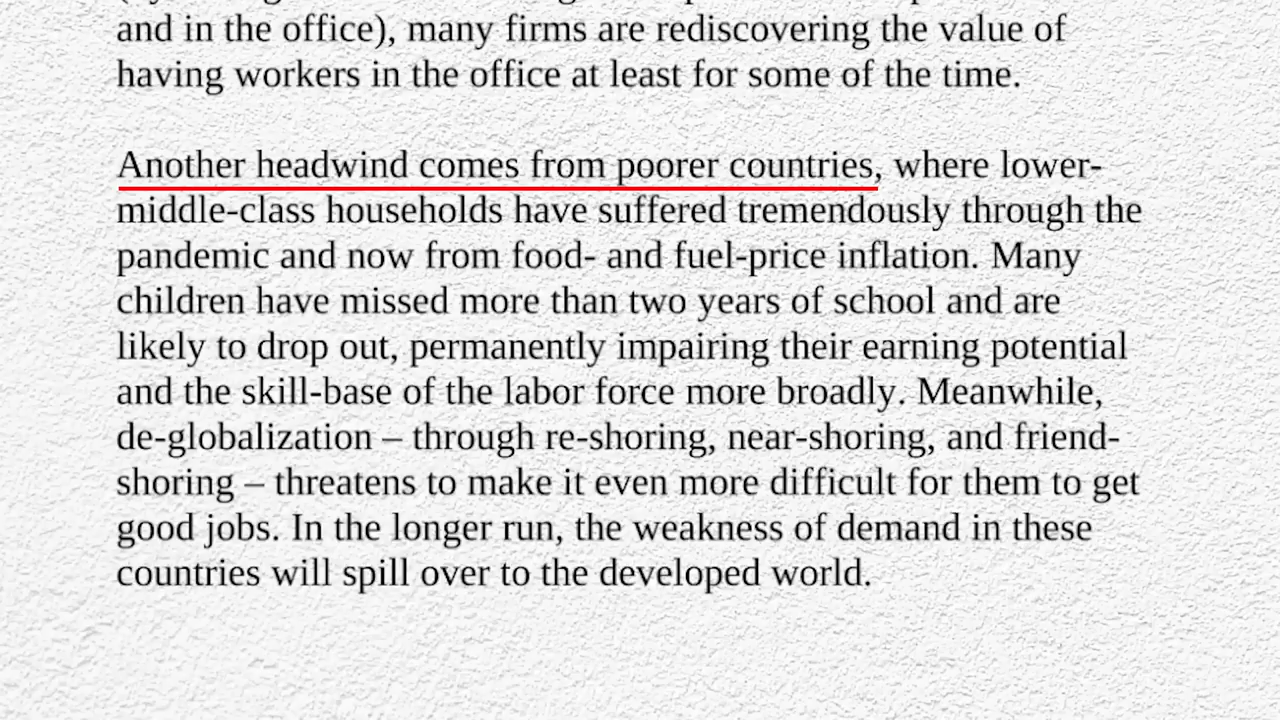 and in the office), many firms are rediscovering the value of
having workers in the office at least for some of the time.
Another headwind comes from poorer countries, where lower-
middle-class households have suffered tremendously through the
pandemic and now from food- and fuel-price inflation. Many
children have missed more than two years of school and are
likely to drop out, permanently impairing their earning potential
and the skill-base of the labor force more broadly. Meanwhile,
de-globalization – through re-shoring, near-shoring, and friend-
shoring – threatens to make it even more difficult for them to get
good jobs. In the longer run, the weakness of demand in these
countries will spill over to the developed world.